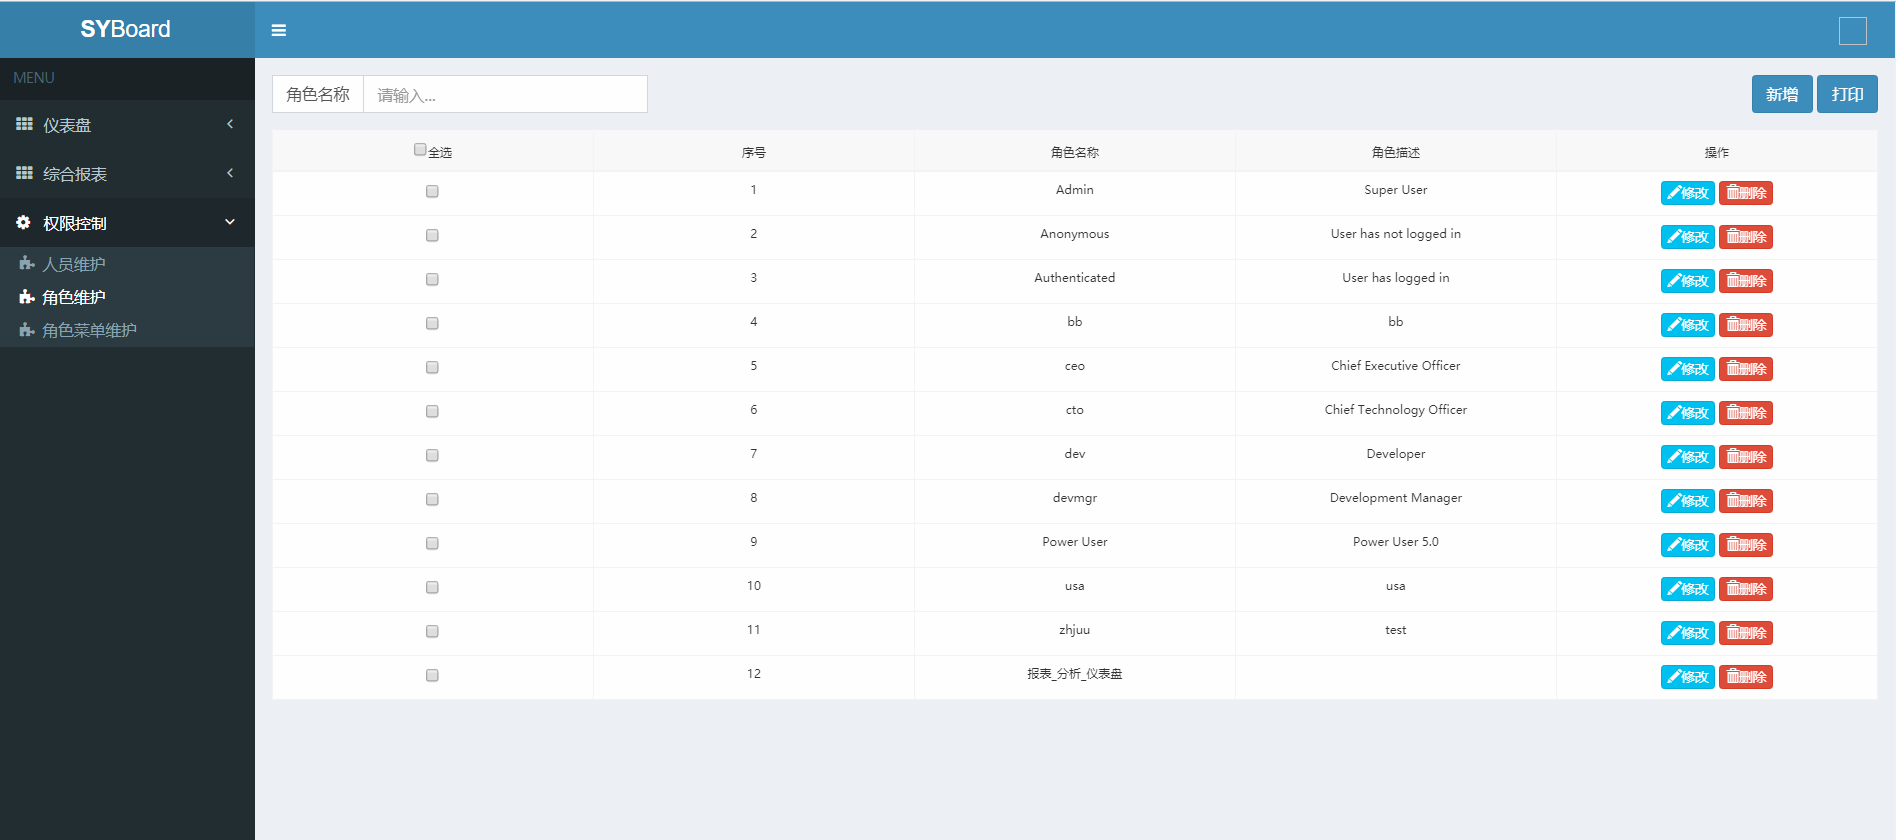 SYBoard
MENU
仪表盘
综合报表
权限控制
人员维护
角色维护
角色菜单维护
角色名称 请输入... 新增 打印
全选 序号 角色名称 角色描述 操作
1 Admin Super User 修改 删除
2 Anonymous User has not logged in 修改 删除
3 Authenticated User has logged in 修改 删除
4 bb bb 修改 删除
5 ceo Chief Executive Officer 修改 删除
6 cto Chief Technology Officer 修改 删除
7 dev Developer 修改 删除
8 devmgr Development Manager 修改 删除
9 Power User Power User 5.0 修改 删除
10 usa usa 修改 删除
11 zhjuu test 修改 删除
12 报表_分析_仪表盘 修改 删除